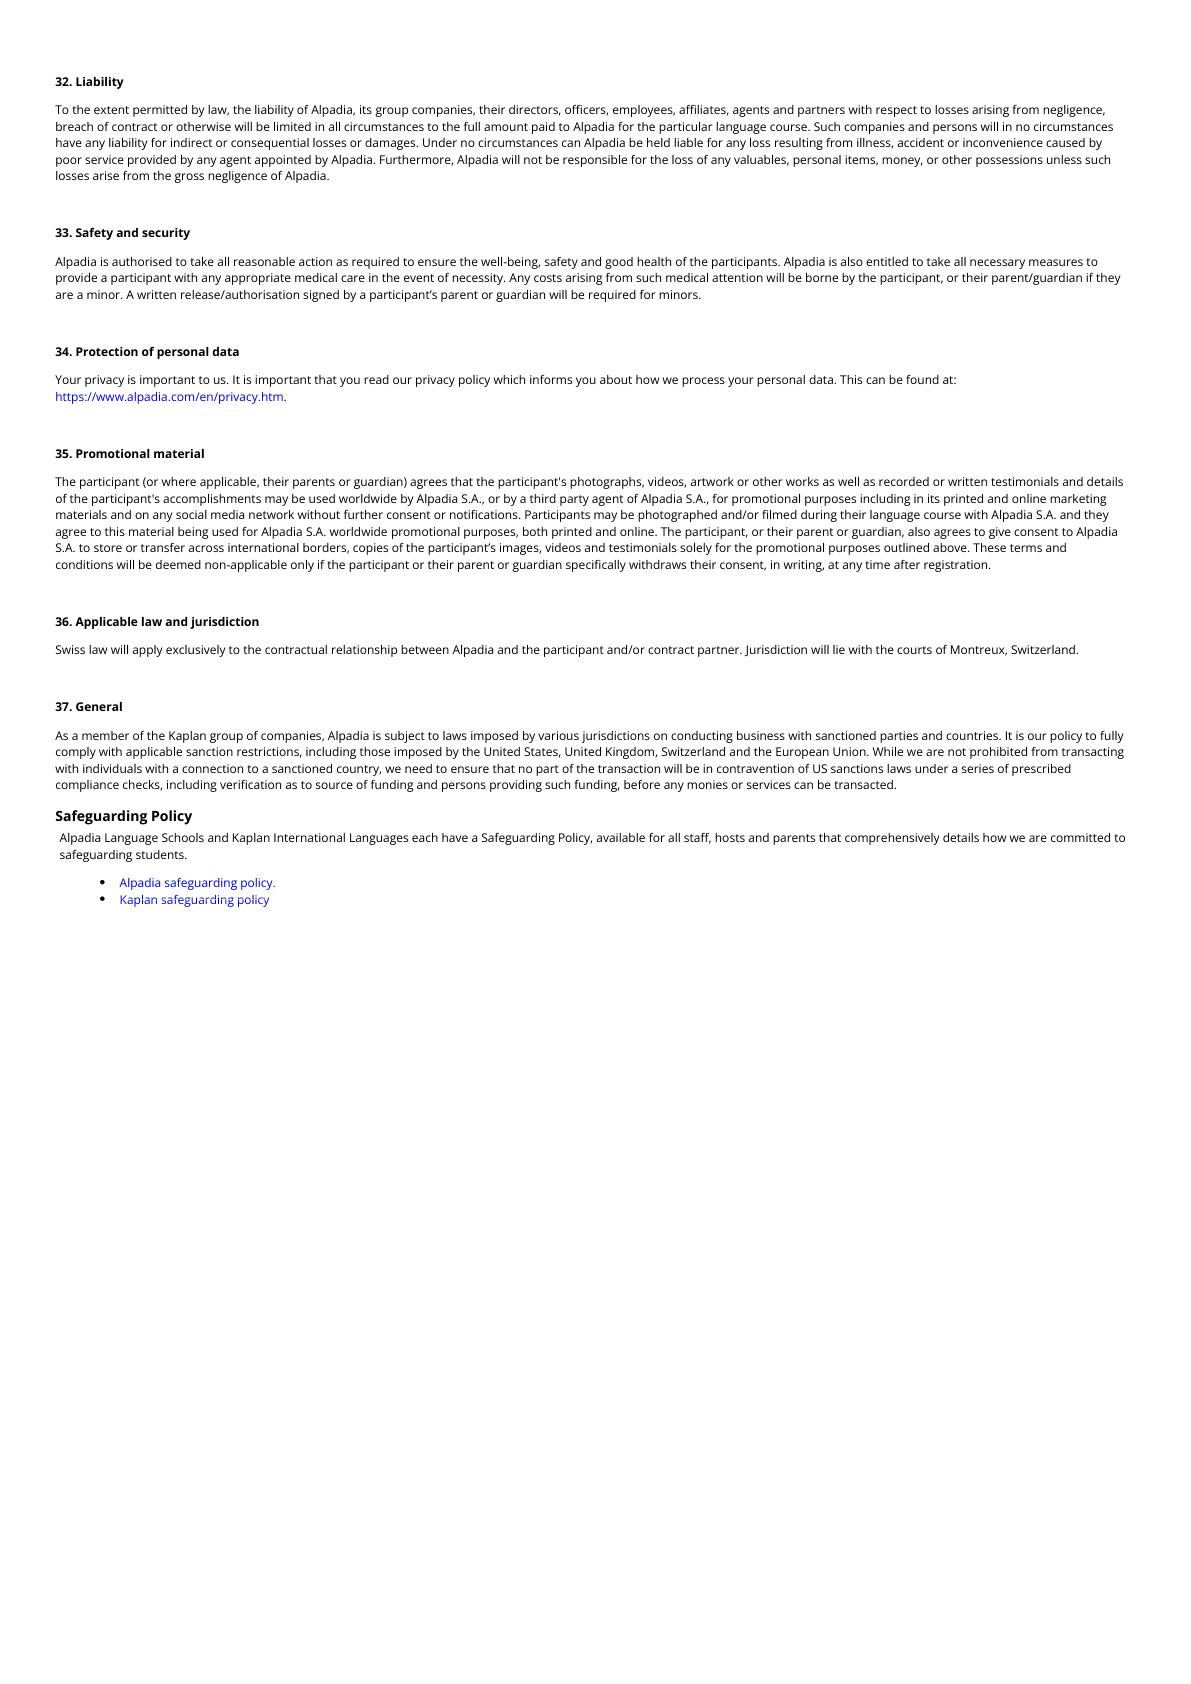 32. Liability
To the extent permitted by law, the liability of Alpadia, its group companies, their directors, officers, employees, affiliates, agents and partners with respect to losses arising from negligence,
breach of contract or otherwise will be limited in all circumstances to the full amount paid to Alpadia for the particular language course. Such companies and persons will in no circumstances
have any liability for indirect or consequential losses or damages. Under no circumstances can Alpadia be held liable for any loss resulting from illness, accident or inconvenience caused by
poor service provided by any agent appointed by Alpadia. Furthermore, Alpadia will not be responsible for the loss of any valuables, personal items, money, or other possessions unless such
losses arise from the gross negligence of Alpadia.
33. Safety and security
Alpadia is authorised to take all reasonable action as required to ensure the well-being, safety and good health of the participants. Alpadia is also entitled to take all necessary measures to
provide a participant with any appropriate medical care in the event of necessity. Any costs arising from such medical attention will be borne by the participant, or their parent/guardian if they
are a minor. A written release/authorisation signed by a participant’s parent or guardian will be required for minors.
34. Protection of personal data
Your privacy is important to us. It is important that you read our privacy policy which informs you about how we process your personal data. This can be found at:
https://www.alpadia.com/en/privacy.htm.
35. Promotional material
The participant (or where applicable, their parents or guardian) agrees that the participant's photographs, videos, artwork or other works as well as recorded or written testimonials and details
of the participant's accomplishments may be used worldwide by Alpadia S.A., or by a third party agent of Alpadia S.A., for promotional purposes including in its printed and online marketing
materials and on any social media network without further consent or notifications. Participants may be photographed and/or filmed during their language course with Alpadia S.A. and they
agree to this material being used for Alpadia S.A. worldwide promotional purposes, both printed and online. The participant, or their parent or guardian, also agrees to give consent to Alpadia
S.A. to store or transfer across international borders, copies of the participant’s images, videos and testimonials solely for the promotional purposes outlined above. These terms and
conditions will be deemed non-applicable only if the participant or their parent or guardian specifically withdraws their consent, in writing, at any time after registration.
36. Applicable law and jurisdiction
Swiss law will apply exclusively to the contractual relationship between Alpadia and the participant and/or contract partner. Jurisdiction will lie with the courts of Montreux, Switzerland.
37. General
As a member of the Kaplan group of companies, Alpadia is subject to laws imposed by various jurisdictions on conducting business with sanctioned parties and countries. It is our policy to fully
comply with applicable sanction restrictions, including those imposed by the United States, United Kingdom, Switzerland and the European Union. While we are not prohibited from transacting
with individuals with a connection to a sanctioned country, we need to ensure that no part of the transaction will be in contravention of US sanctions laws under a series of prescribed
compliance checks, including verification as to source of funding and persons providing such funding, before any monies or services can be transacted.
Safeguarding Policy
Alpadia Language Schools and Kaplan International Languages each have a Safeguarding Policy, available for all staff, hosts and parents that comprehensively details how we are committed to
safeguarding students.
• Alpadia safeguarding policy.
• Kaplan safeguarding policy